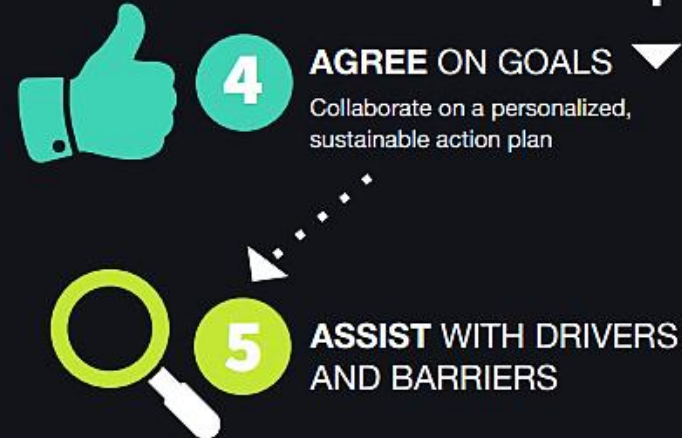 4
AGREE ON GOALS
Collaborate on a personalized,
sustainable action plan
5
ASSIST WITH DRIVERS
AND BARRIERS